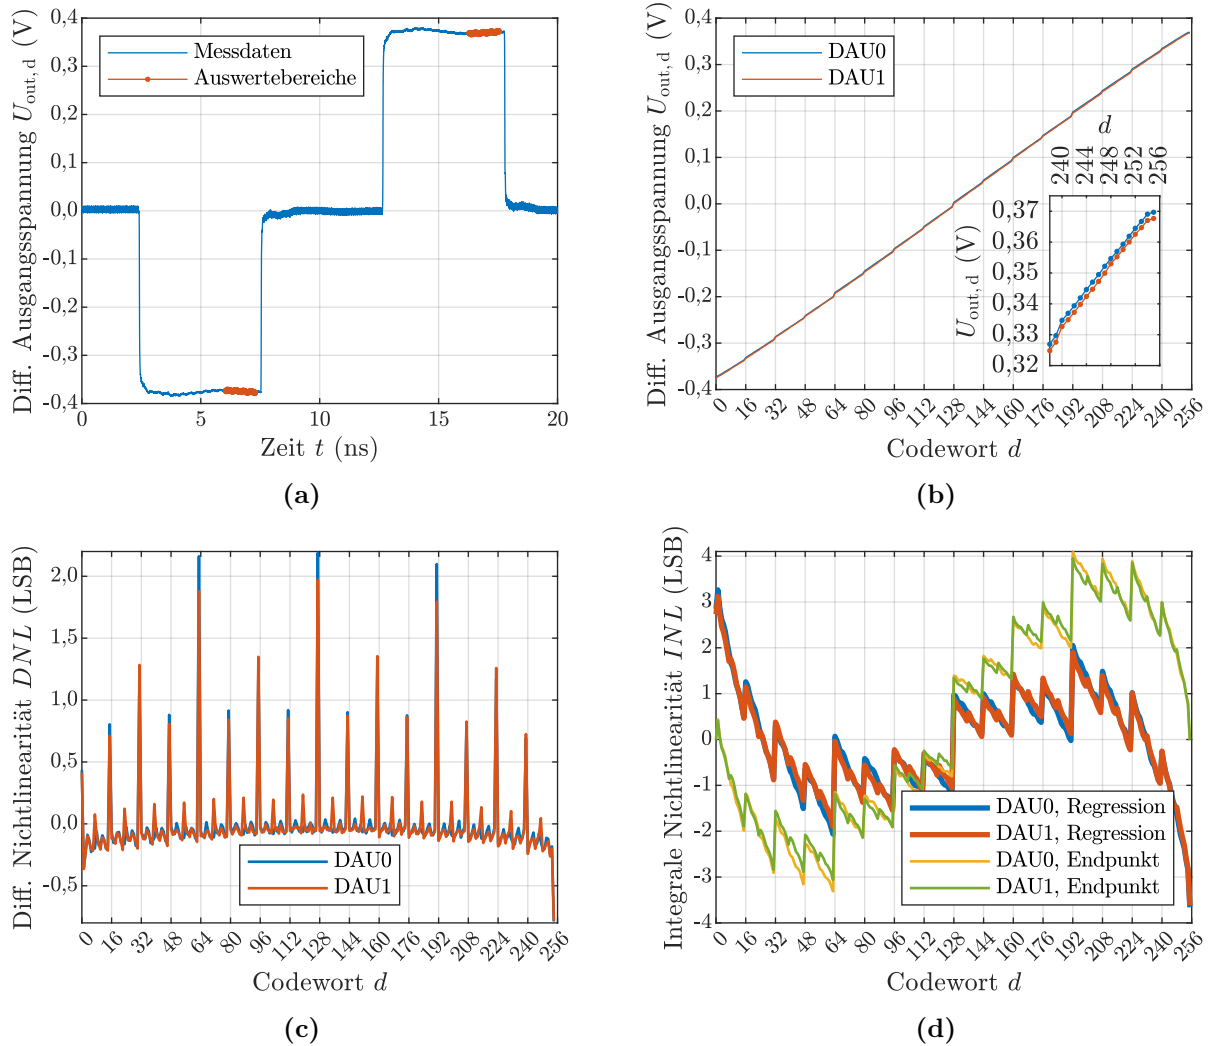 0,4
0,3
0,2
0,1
0,0
-0,1
-0,2
-0,3
-0,4
Diff. Ausgangsspannung U_out,d (V)
Messdaten
Auswertebereiche
0 5 10 15 20
Zeit t (ns)
(a)
0,4
0,3
0,2
0,1
0,0
-0,1
-0,2
-0,3
-0,4
Diff. Ausgangsspannung U_out,d (V)
DAU0
DAU1
d
240 244 248 252 256
0,37
0,36
0,35
0,34
0,33
0,32
U_out,d (V)
0 16 32 48 64 80 96 112 128 144 160 176 192 208 224 240 256
Codewort d
(b)
2,0
1,5
1,0
0,5
0,0
-0,5
Diff. Nichtlinearität DNL (LSB)
DAU0
DAU1
0 16 32 48 64 80 96 112 128 144 160 176 192 208 224 240 256
Codewort d
(c)
4
3
2
1
0
-1
-2
-3
-4
Integrale Nichtlinearität INL (LSB)
DAU0, Regression
DAU1, Regression
DAU0, Endpunkt
DAU1, Endpunkt
0 16 32 48 64 80 96 112 128 144 160 176 192 208 224 240 256
Codewort d
(d)